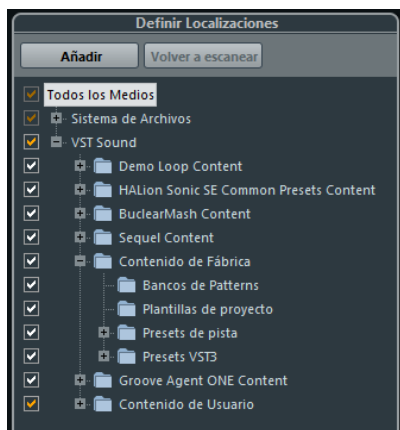 Definir Localizaciones
Añadir Volver a escanear
Todos los Medios
Sistema de Archivos
VST Sound
Demo Loop Content
HALion Sonic SE Common Presets Content
BuclearMash Content
Sequel Content
Contenido de Fábrica
Bancos de Patterns
Plantillas de proyecto
Presets de pista
Presets VST3
Groove Agent ONE Content
Contenido de Usuario